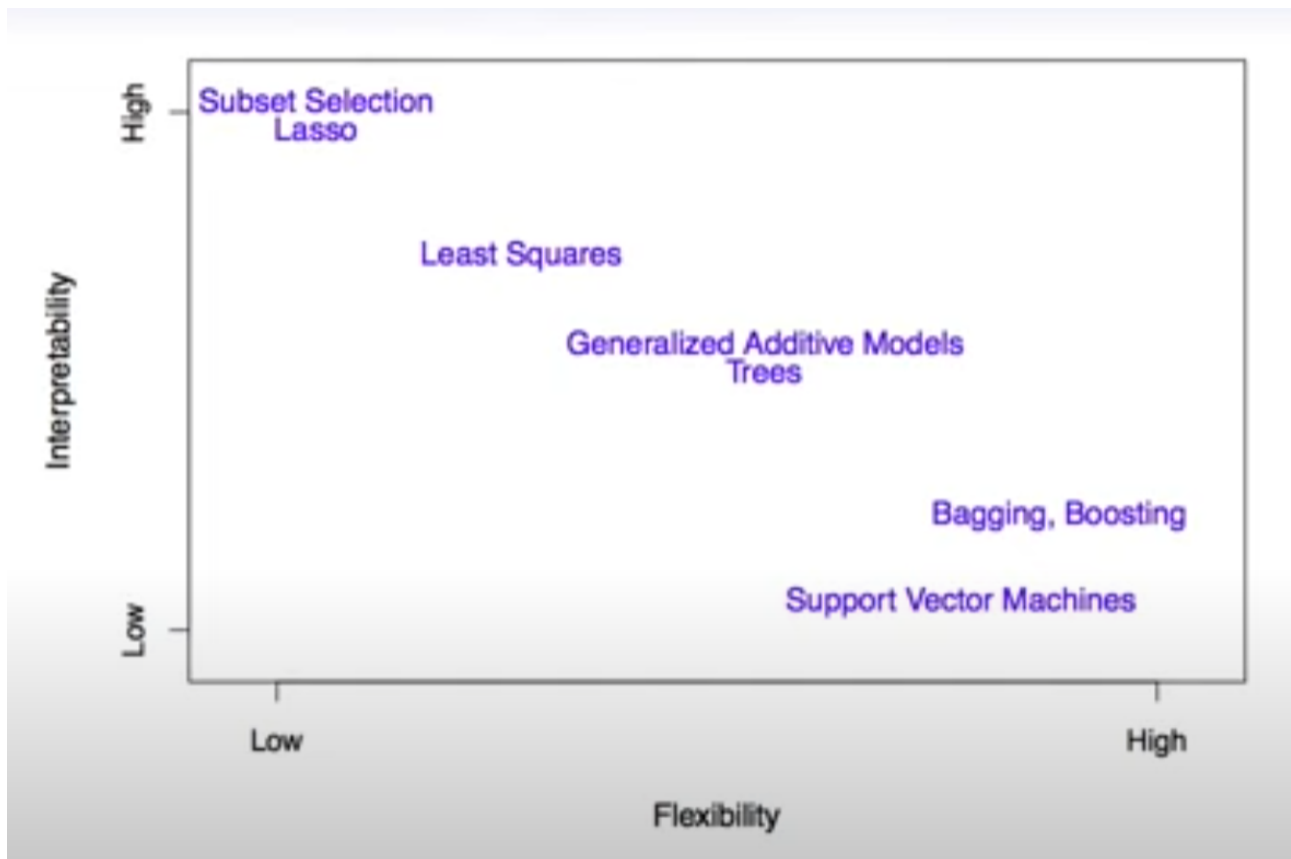 High
Subset Selection
Lasso
Least Squares
Generalized Additive Models
Trees
Interpretability
Bagging, Boosting
Support Vector Machines
Low
Low
High
Flexibility